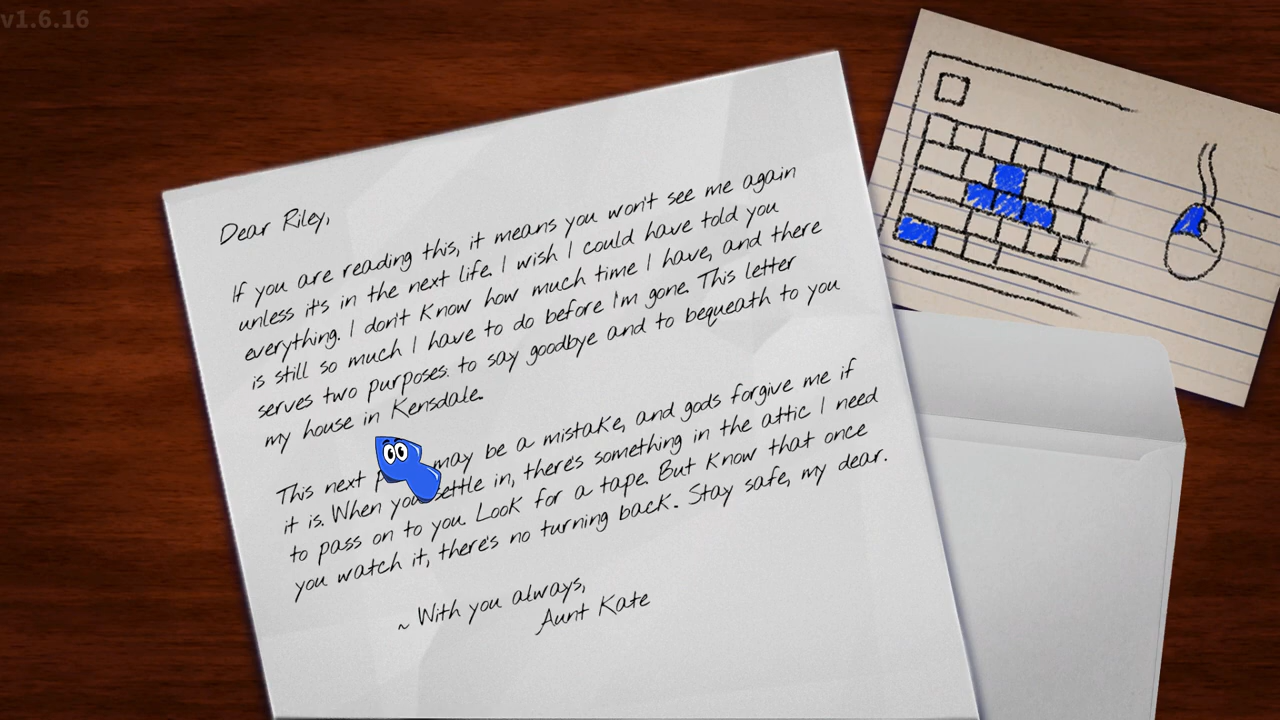 v1.6.16
Dear Riley,
If you are reading this, it means you won't see me again
unless it's in the next life. I wish I could have told you
everything. I don't know how much time I have, and there
is still so much I have to do before I'm gone. This letter
serves two purposes: to say goodbye and to bequeath to you
my house in Kensdale.
This next may be a mistake, and gods forgive me if
it is. When you settle in, there's something in the attic I need
to pass on to you. Look for a tape. But know that once
you watch it, there's no turning back. Stay safe, my dear.
~ With you always,
Aunt Kate